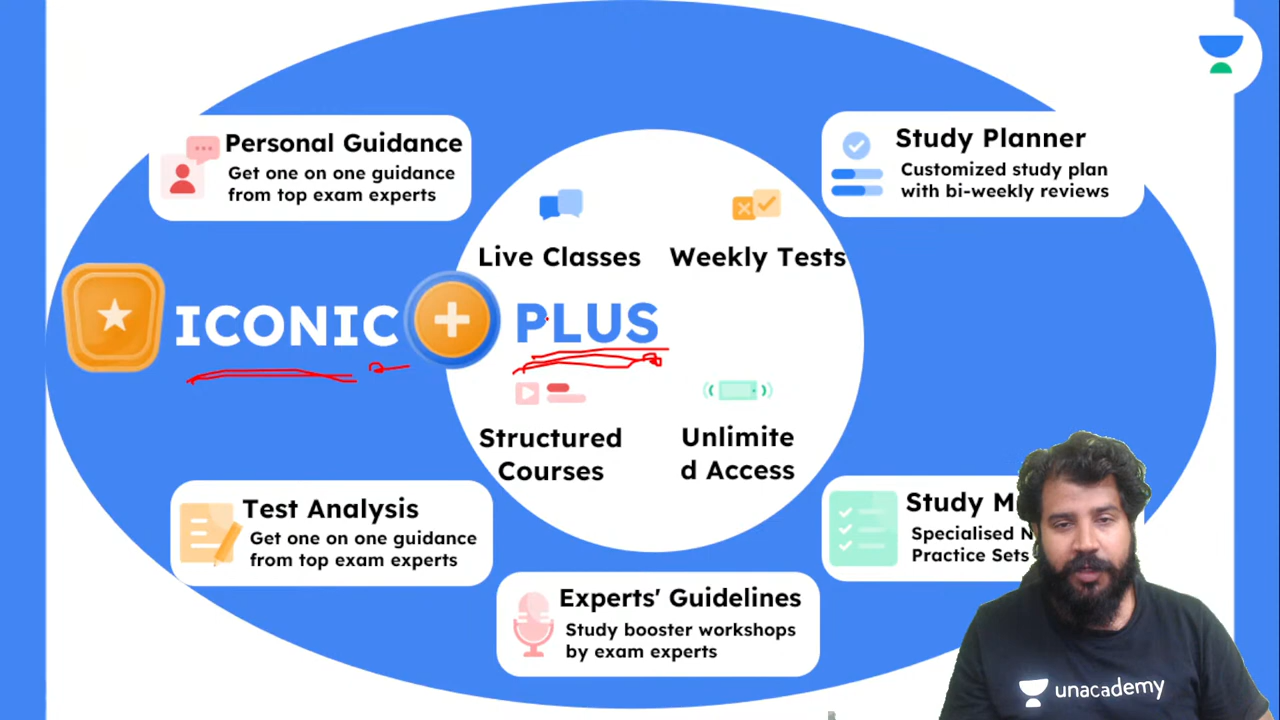 Personal Guidance
Get one on one guidance
from top exam experts
Study Planner
Customized study plan
with bi-weekly reviews
Live Classes
Weekly Tests
ICONIC
PLUS
Structured
Courses
Unlimite
d Access
Test Analysis
Get one on one guidance
from top exam experts
Study M
Specialised N
Practice Sets
Experts' Guidelines
Study booster workshops
by exam experts
unacademy